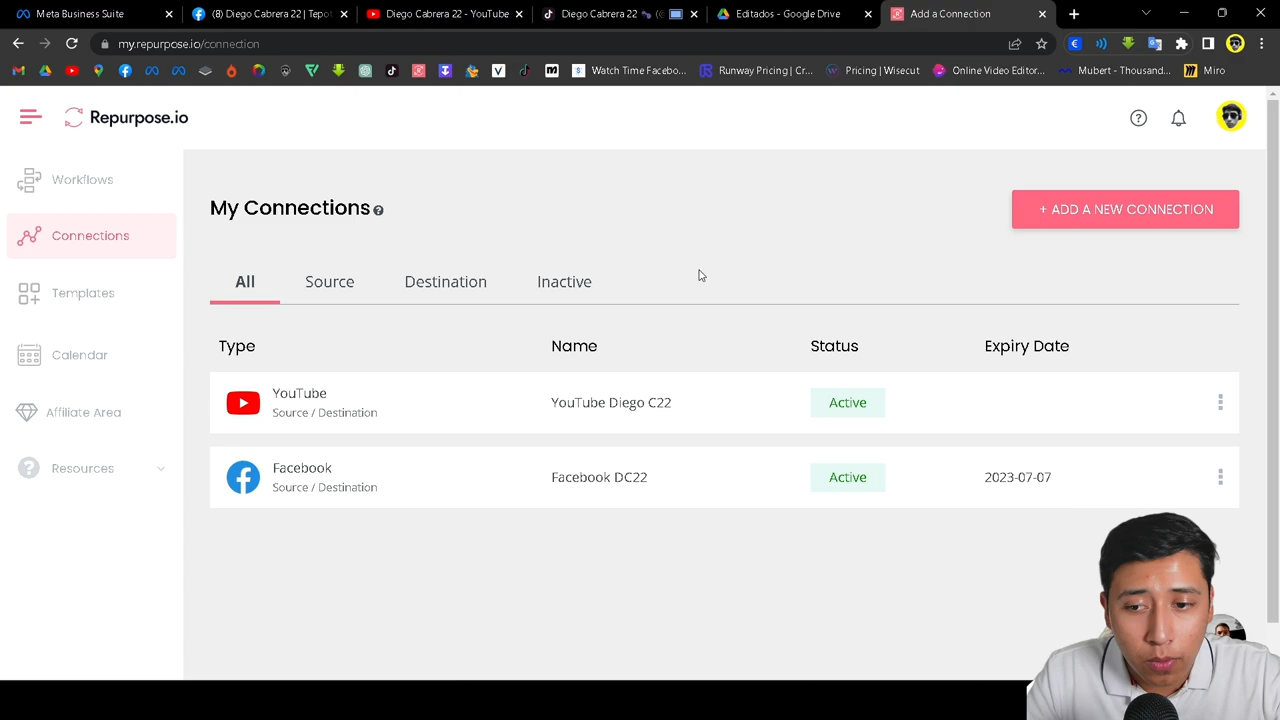 Meta Business Suite
(8) Diego Cabrera 22 | Tepot
Diego Cabrera 22 - YouTube
Diego Cabrera 22
Editados - Google Drive
Add a Connection
my.repurpose.io/connection
Watch Time Facebo...
Runway Pricing | Cr...
Pricing | Wisecut
Online Video Editor...
Mubert - Thousand...
Miro
Repurpose.io
Workflows
Connections
Templates
Calendar
Affiliate Area
Resources
My Connections
+ ADD A NEW CONNECTION
All
Source
Destination
Inactive
Type
Name
Status
Expiry Date
YouTube
Source / Destination
YouTube Diego C22
Active
Facebook
Source / Destination
Facebook DC22
Active
2023-07-07